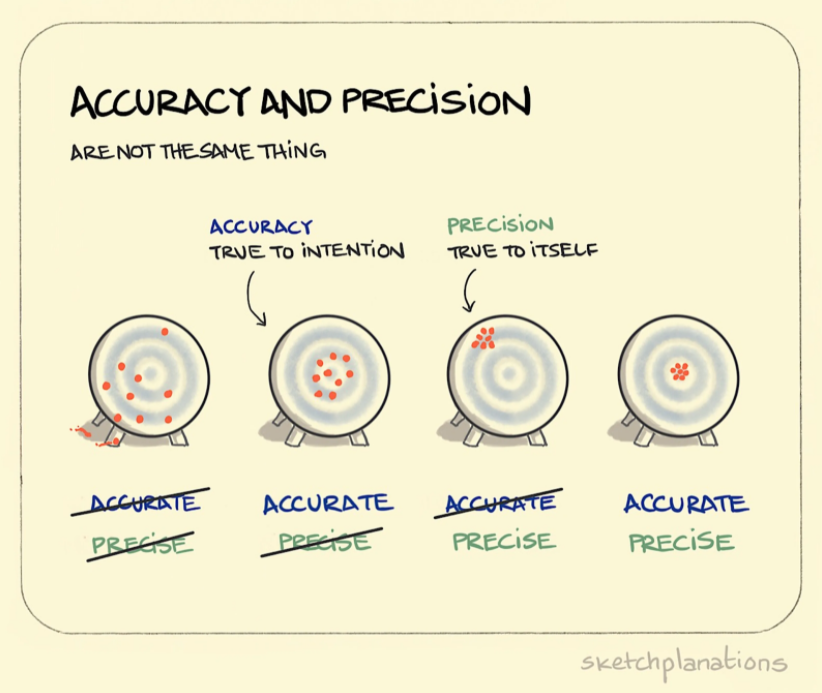 ACCURACY AND PRECISION
ARE NOT THE SAME THING
ACCURACY
TRUE TO INTENTION
PRECISION
TRUE TO ITSELF
ACCURATE
PRECISE
ACCURATE
PRECISE
ACCURATE
PRECISE
ACCURATE
PRECISE
sketchplanations